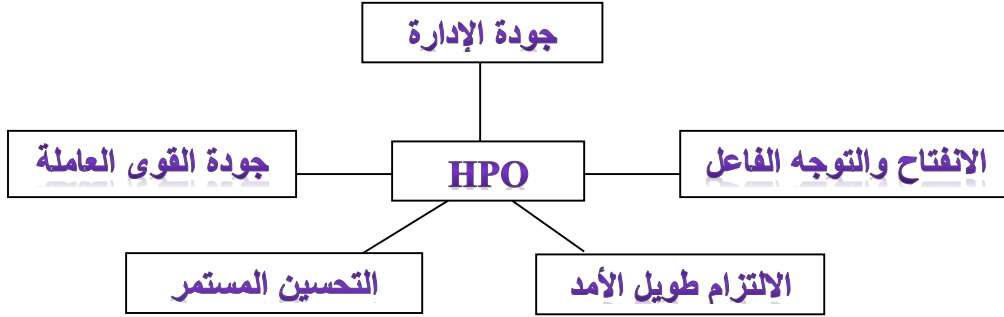 جودة الإدارة
الانفتاح والتوجه الفاعل
HPO
جودة القوى العاملة
الالتزام طويل الأمد
التحسين المستمر